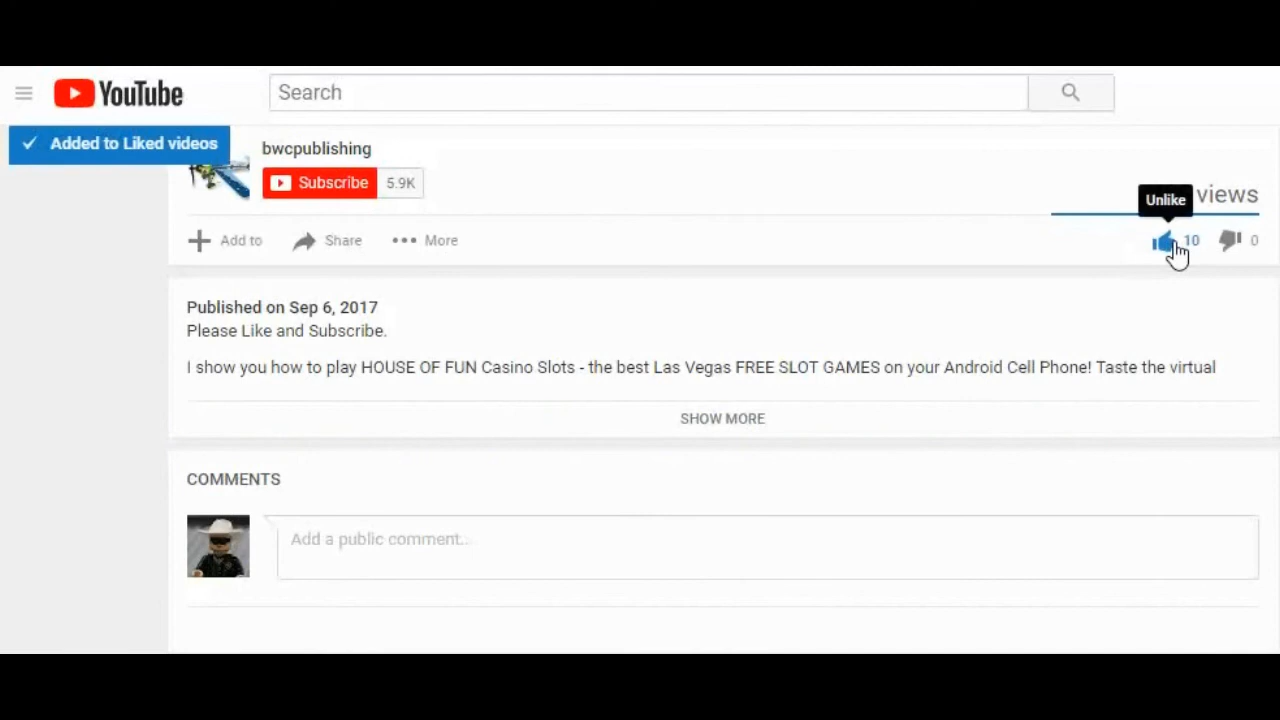 YouTube
Search
Added to Liked videos
bwcpublishing
Subscribe 5.9K
views
Unlike
Add to Share More 10 0
Published on Sep 6, 2017
Please Like and Subscribe.
I show you how to play HOUSE OF FUN Casino Slots - the best Las Vegas FREE SLOT GAMES on your Android Cell Phone! Taste the virtual
SHOW MORE
COMMENTS
Add a public comment...